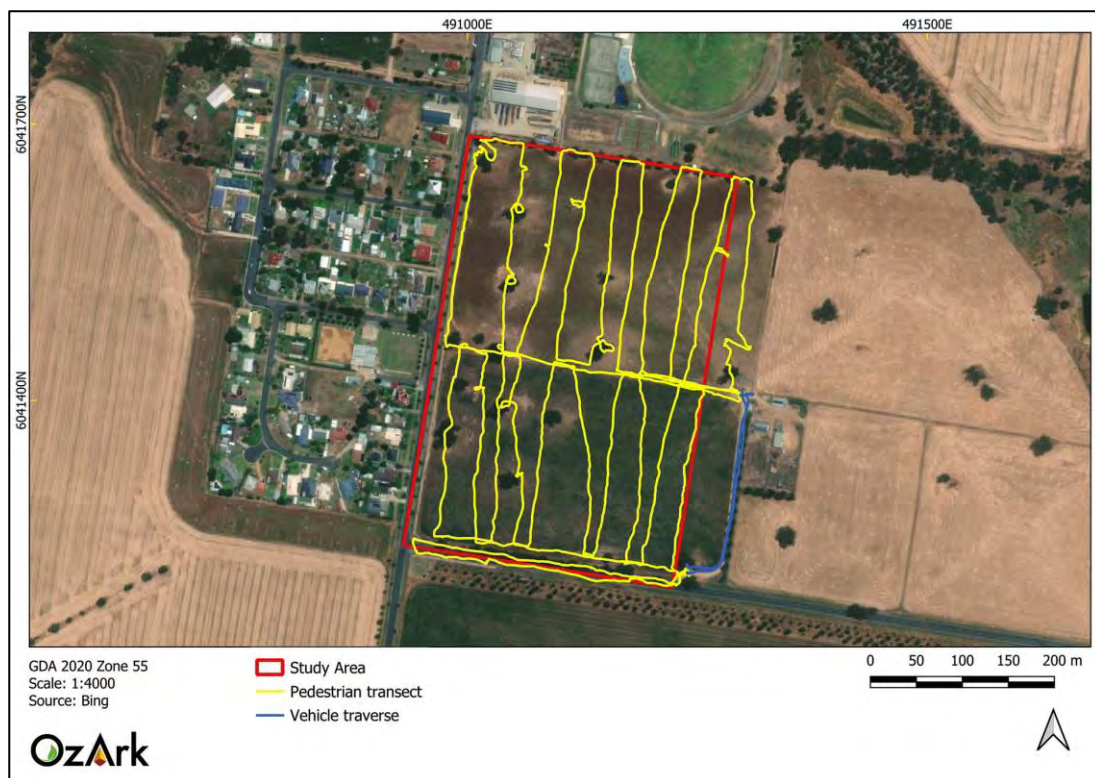 491000E
491500E
6041700N
6041400N
GDA 2020 Zone 55
Scale: 1:4000
Source: Bing
Study Area
Pedestrian transect
Vehicle traverse
0 50 100 150 200 m
OzArk